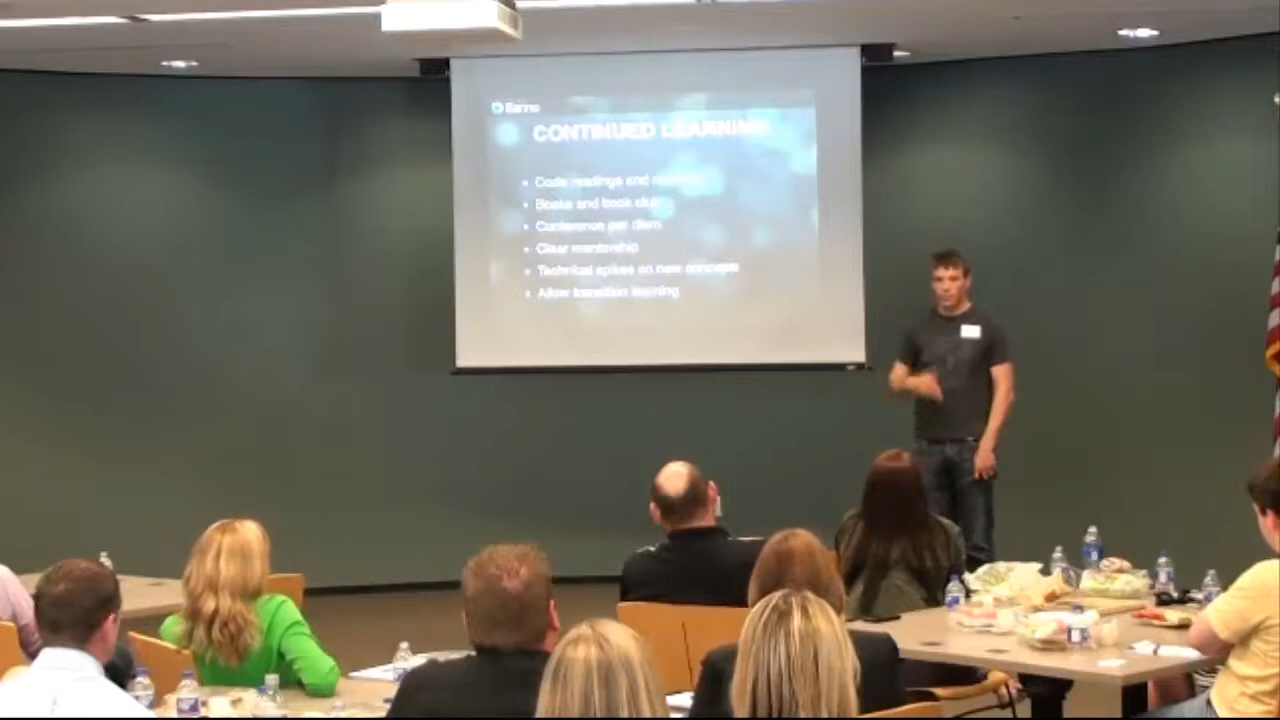 Banno
CONTINUED LEARNING
Code readings and
Books and book club
Conference per diem
Clear mentorship
Technical spikes on new concepts
Allow transition learning